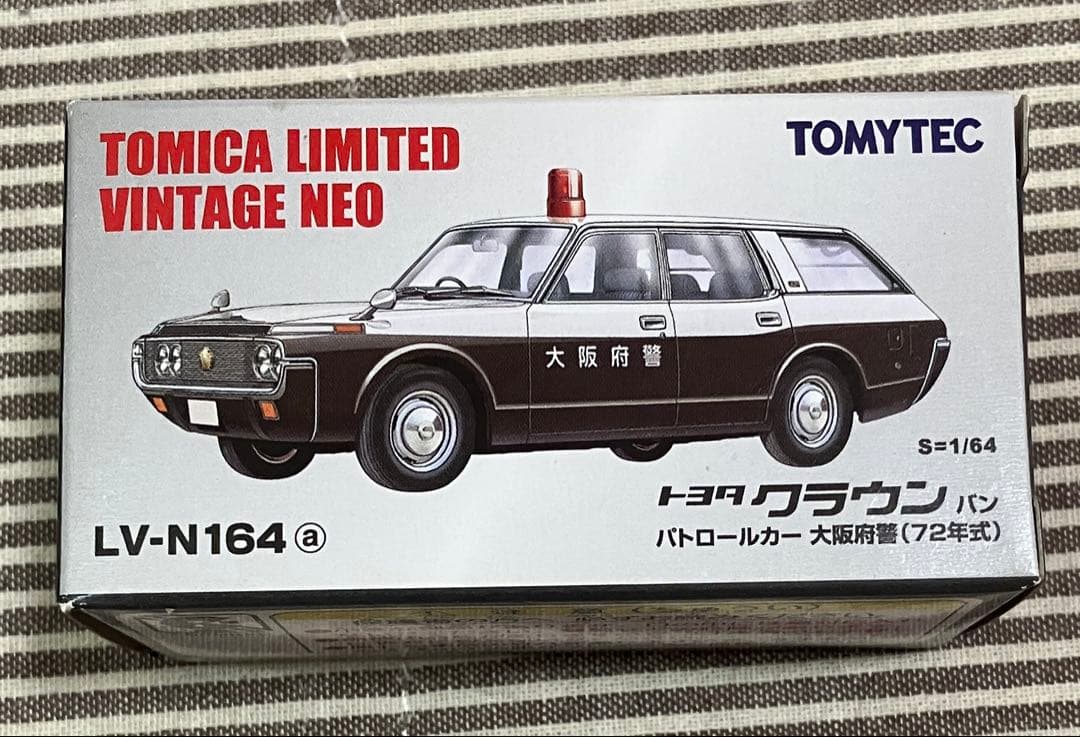 TOMICA LIMITED
VINTAGE NEO
TOMYTEC
大阪府警
S=1/64
トヨタ クラウン バン
パトロールカー 大阪府警(72年式)
LV-N164 ⓐ